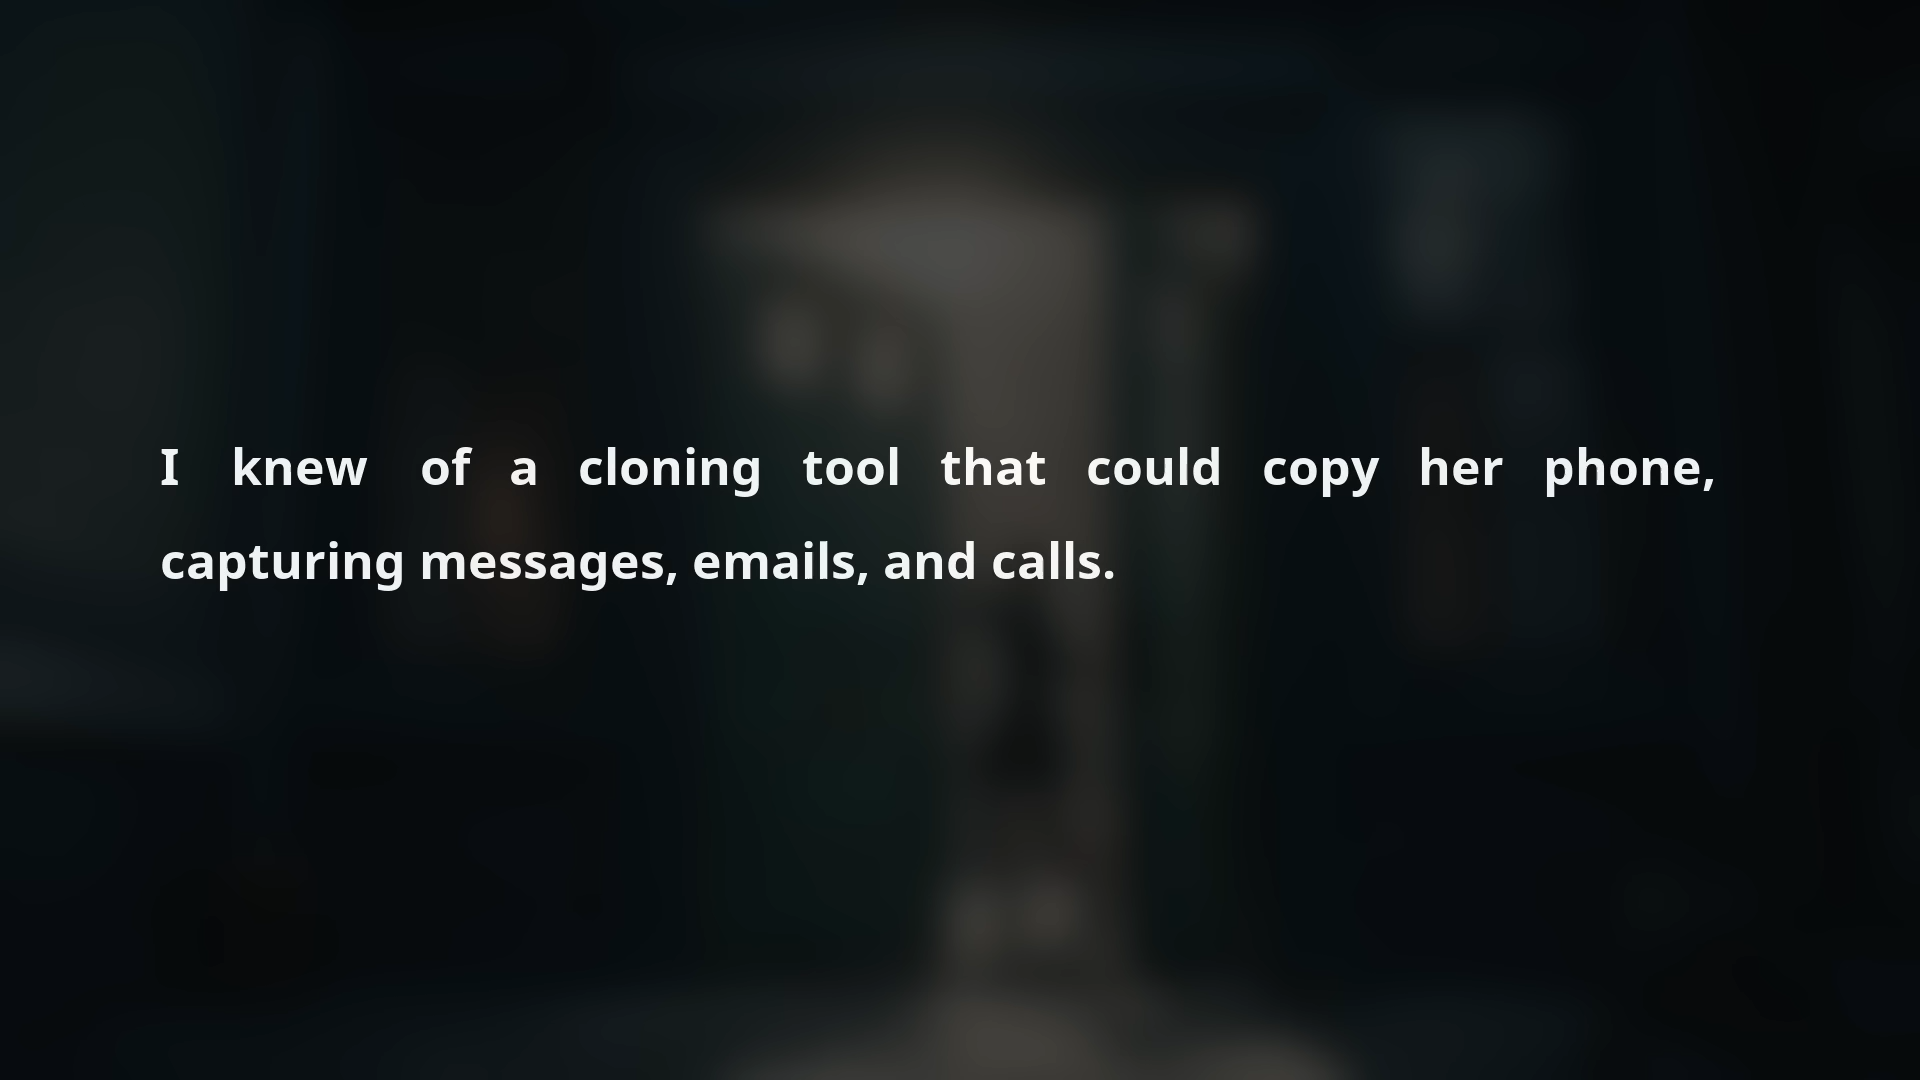 I knew of a cloning tool that could copy her phone,
capturing messages, emails, and calls.